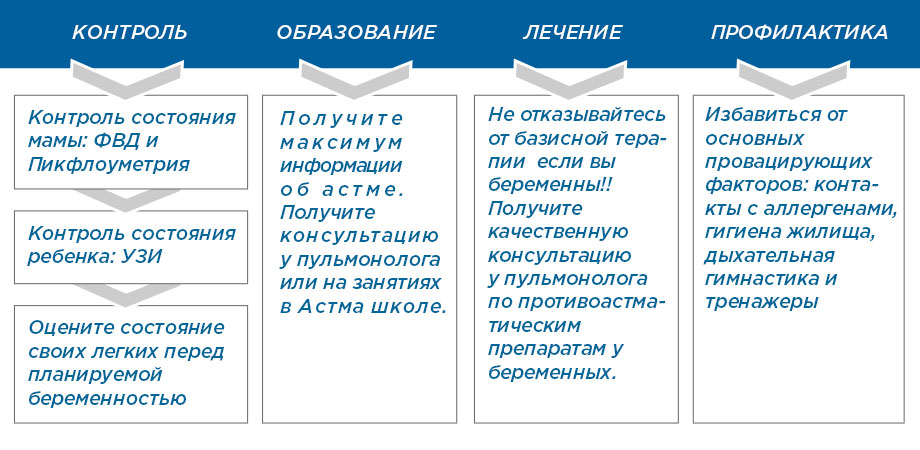 КОНТРОЛЬ
Контроль состояния
мамы: ФВД и
Пикфлоуметрия
Контроль состояния
ребенка: УЗИ
Оцените состояние
своих легких перед
планируемой
беременностью
ОБРАЗОВАНИЕ
Получите
максимум
информации
об астме.
Получите
консультацию
у пульмонолога
или на занятиях
в Астма школе.
ЛЕЧЕНИЕ
Не отказывайтесь
от базисной тера-
пии если вы
беременны!!
Получите
качественную
консультацию
у пульмонолога
по противоастма-
тическим
препаратам у
беременных.
ПРОФИЛАКТИКА
Избавиться от
основных
провацирующих
факторов: конта-
кты с аллергенами,
гигиена жилища,
дыхательная
гимнастика и
тренажеры